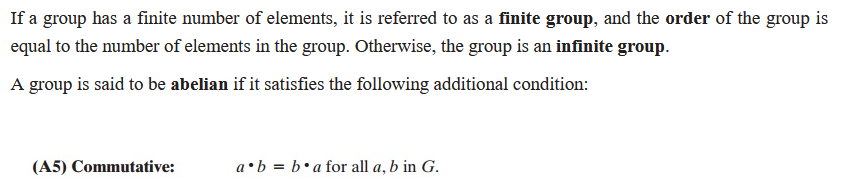 If a group has a finite number of elements, it is referred to as a finite group, and the order of the group is
equal to the number of elements in the group. Otherwise, the group is an infinite group.
A group is said to be abelian if it satisfies the following additional condition:
(A5) Commutative: a • b = b • a for all a, b in G.